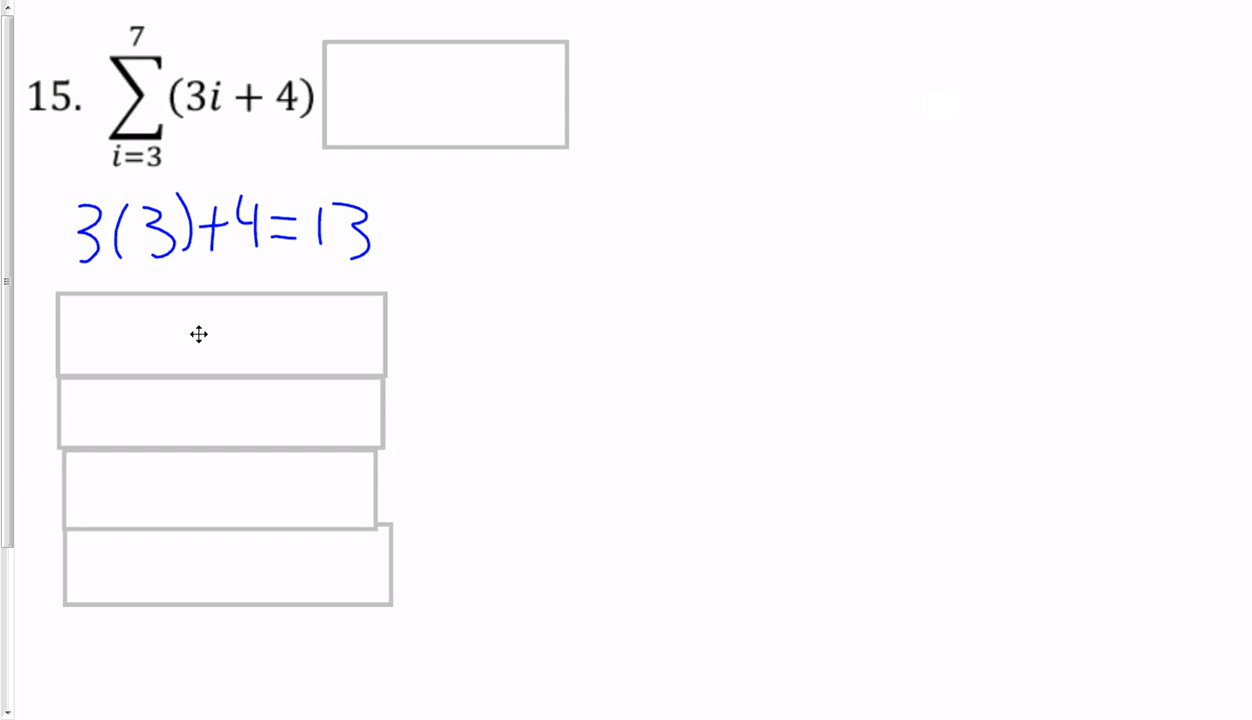 7
15. ∑(3i + 4)
i=3
3(3)+4=13